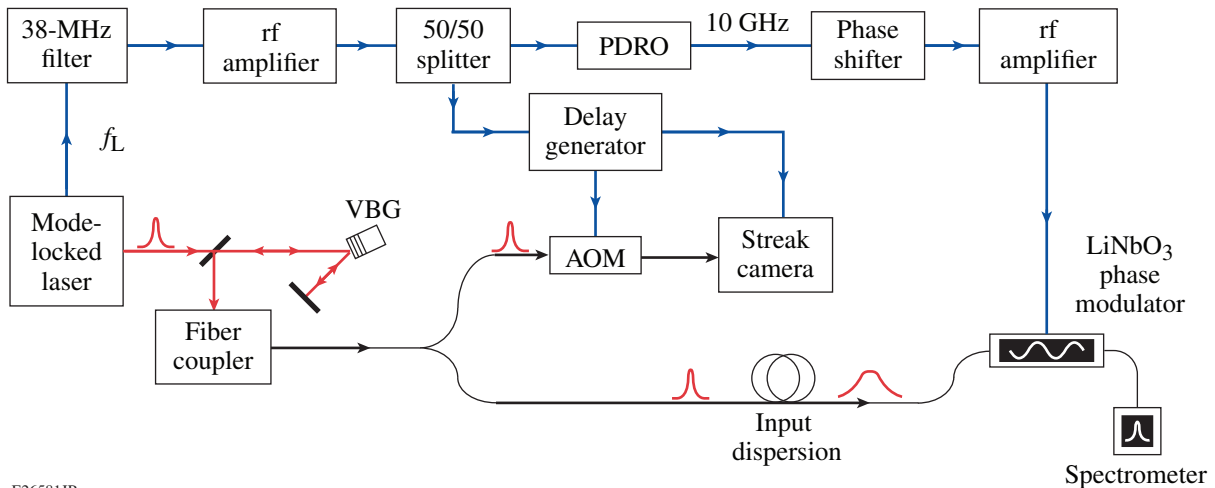 38-MHz
filter
rf
amplifier
50/50
splitter
PDRO
10 GHz
Phase
shifter
rf
amplifier
f_L
Delay
generator
Mode-
locked
laser
VBG
AOM
Streak
camera
LiNbO₃
phase
modulator
Fiber
coupler
Input
dispersion
Spectrometer